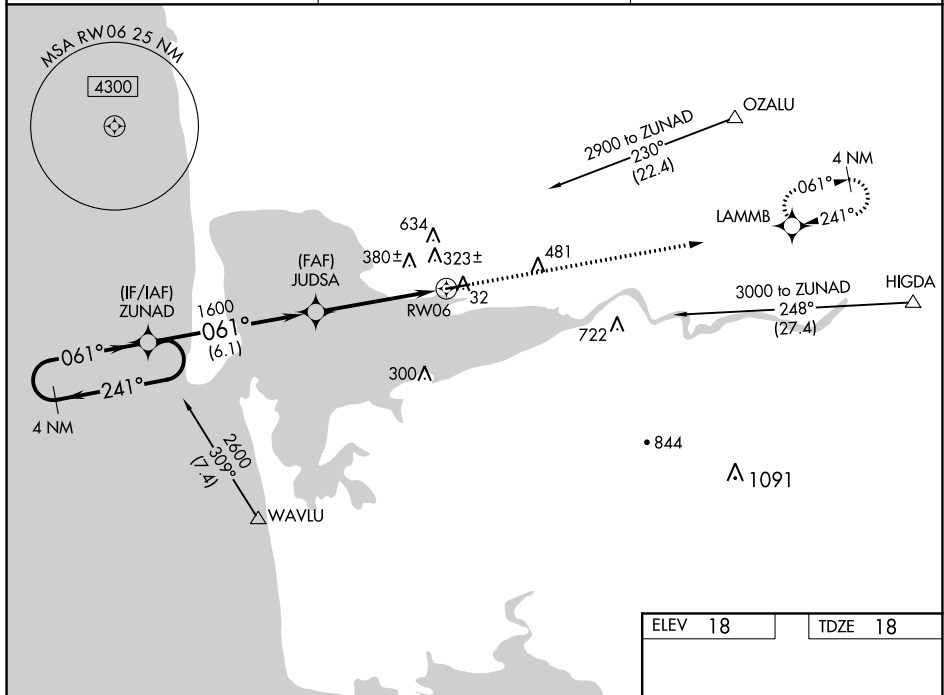 MSA RW06 25 NM
4300
OZALU
2900 to ZUNAD
230°
(22.4)
4 NM
061°
241°
LAMMB
634
380±
323±
481
(FAF)
JUDSA
32
RW06
HIGDA
3000 to ZUNAD
248°
(27.4)
(IF/IAF)
ZUNAD
1600
061°
(6.1)
722
061°
241°
4 NM
300
2600
309°
(7.4)
WAVLU
844
1091
ELEV 18
TDZE 18